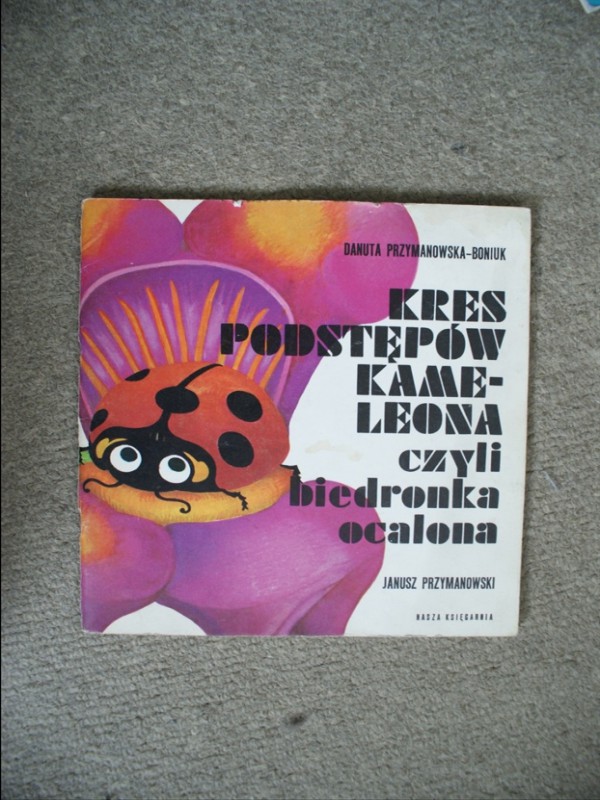 DANUTA PRZYMANOWSKA-BONIUK
KRES
PODSTĘPÓW
KAME-
LEONA
czyli
biedronka
ocalona
JANUSZ PRZYMANOWSKI
NASZA KSIĘGARNIA